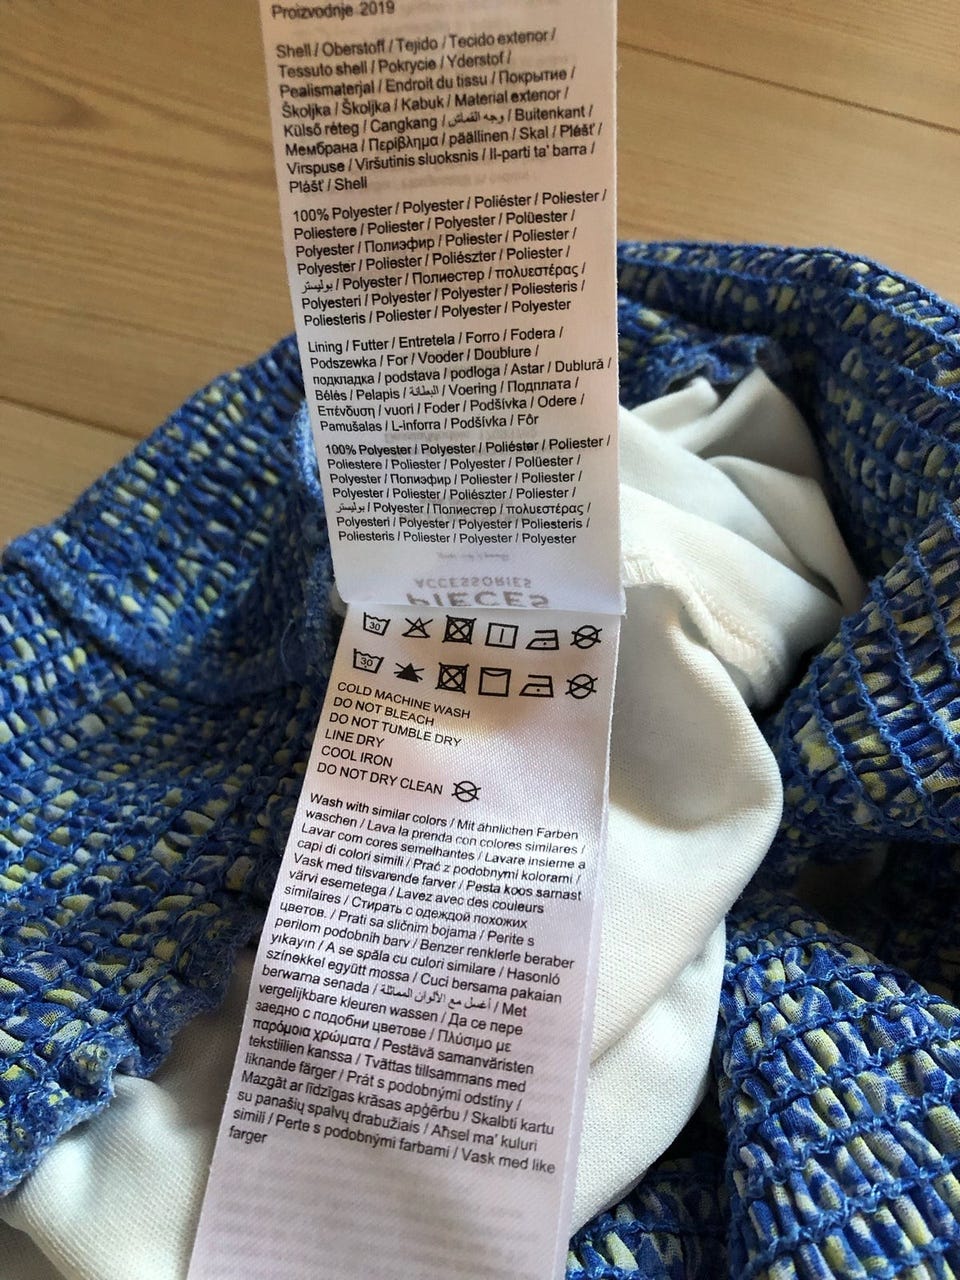 Proizvodnje 2019
Shell / Oberstoff / Tejido / Tecido exterior /
Tessuto shell / Pokrycie / Yderstof /
Pealismaterjal / Endroit du tissu / Покрытие /
Školjka / Školjka / Kabuk / Material exterior /
Külső réteg / Cangkang / وجه القماش / Buitenkant /
Мембрана / Περίβλημα / päällinen / Skal / Plášť /
Virspuse / Viršutinis sluoksnis / Il-parti ta' barra /
Plášť / Shell
100% Polyester / Polyester / Poliéster / Poliester /
Poliestere / Poliester / Polyester / Polüester /
Polyester / Полиэфир / Poliester / Poliester /
Polyester / Poliester / Poliészter / Poliester /
بوليستر / Polyester / Полиестер / πολυεστέρας /
Polyesteri / Polyester / Polyester / Poliesteris /
Poliesteris / Poliester / Polyester / Polyester
Lining / Futter / Entretela / Forro / Fodera /
Podszewka / For / Vooder / Doublure /
подкладка / podstava / podloga / Astar / Dublură /
Bélés / Pelapis / البطانة / Voering / Подплата /
Επένδυση / vuori / Foder / Podšívka / Odere /
Pamušalas / L-inforra / Podšívka / Fôr
100% Polyester / Polyester / Poliéster / Poliester /
Poliestere / Poliester / Polyester / Polüester /
Polyester / Полиэфир / Poliester / Poliester /
Polyester / Poliester / Poliészter / Poliester /
بوليستر / Polyester / Полиестер / πολυεστέρας /
Polyesteri / Polyester / Polyester / Poliesteris /
Poliesteris / Poliester / Polyester / Polyester
ACCESSORIES
PIECES
30
30
COLD MACHINE WASH
DO NOT BLEACH
DO NOT TUMBLE DRY
LINE DRY
COOL IRON
DO NOT DRY CLEAN
Wash with similar colors / Mit ähnlichen Farben
waschen / Lava la prenda con colores similares /
Lavar com cores semelhantes / Lavare insieme a
capi di colori simili / Prać z podobnymi kolorami /
Vask med tilsvarende farver / Pesta koos sarnast
värvi esemetega / Lavez avec des couleurs
similaires / Стирать с одеждой похожих
цветов. / Prati sa sličnim bojama / Perite s
perilom podobnih barv / Benzer renklerle beraber
yıkayın / A se spăla cu culori similare / Hasonló
színekkel együtt mossa / Cuci bersama pakaian
berwarna senada / أغسل مع الألوان المماثلة / Met
vergelijkbare kleuren wassen / Да се пере
заедно с подобни цветове / Πλύσιμο με
παρόμοια χρώματα / Pestävä samanväristen
tekstiilien kanssa / Tvättas tillsammans med
liknande färger / Prát s podobnými odstíny /
Mazgāt ar līdzīgas krāsas apģērbu / Skalbti kartu
su panašių spalvų drabužiais / Aħsel ma' kuluri
simili / Perte s podobnými farbami / Vask med like
farger